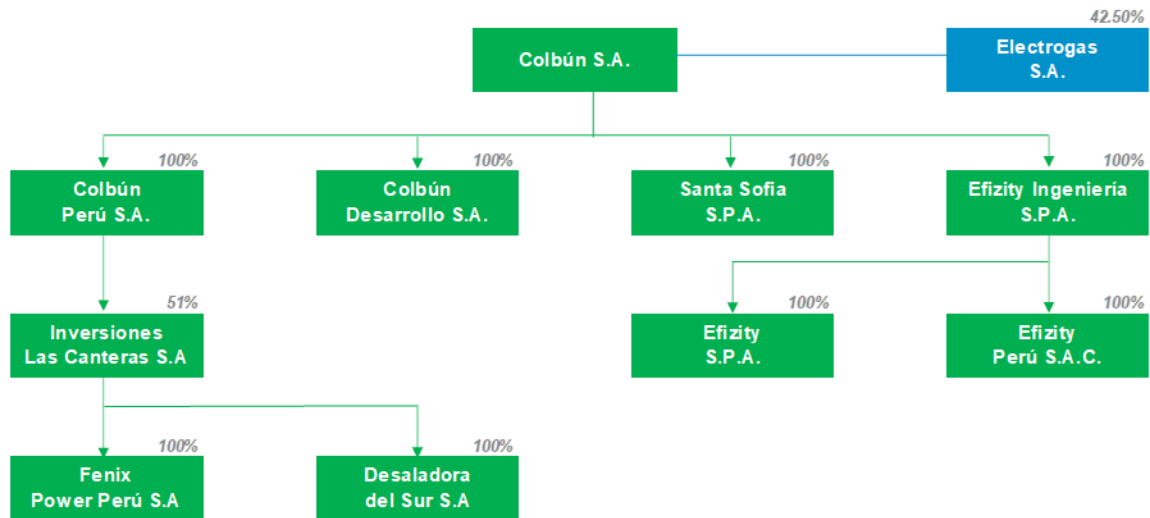 42.50%
Colbún S.A.
Electrogas
S.A.
100%
100%
100%
100%
Colbún
Perú S.A.
Colbún
Desarrollo S.A.
Santa Sofia
S.P.A.
Efizity Ingeniería
S.P.A.
51%
100%
100%
Inversiones
Las Canteras S.A
Efizity
S.P.A.
Efizity
Perú S.A.C.
100%
100%
Fenix
Power Perú S.A
Desaladora
del Sur S.A